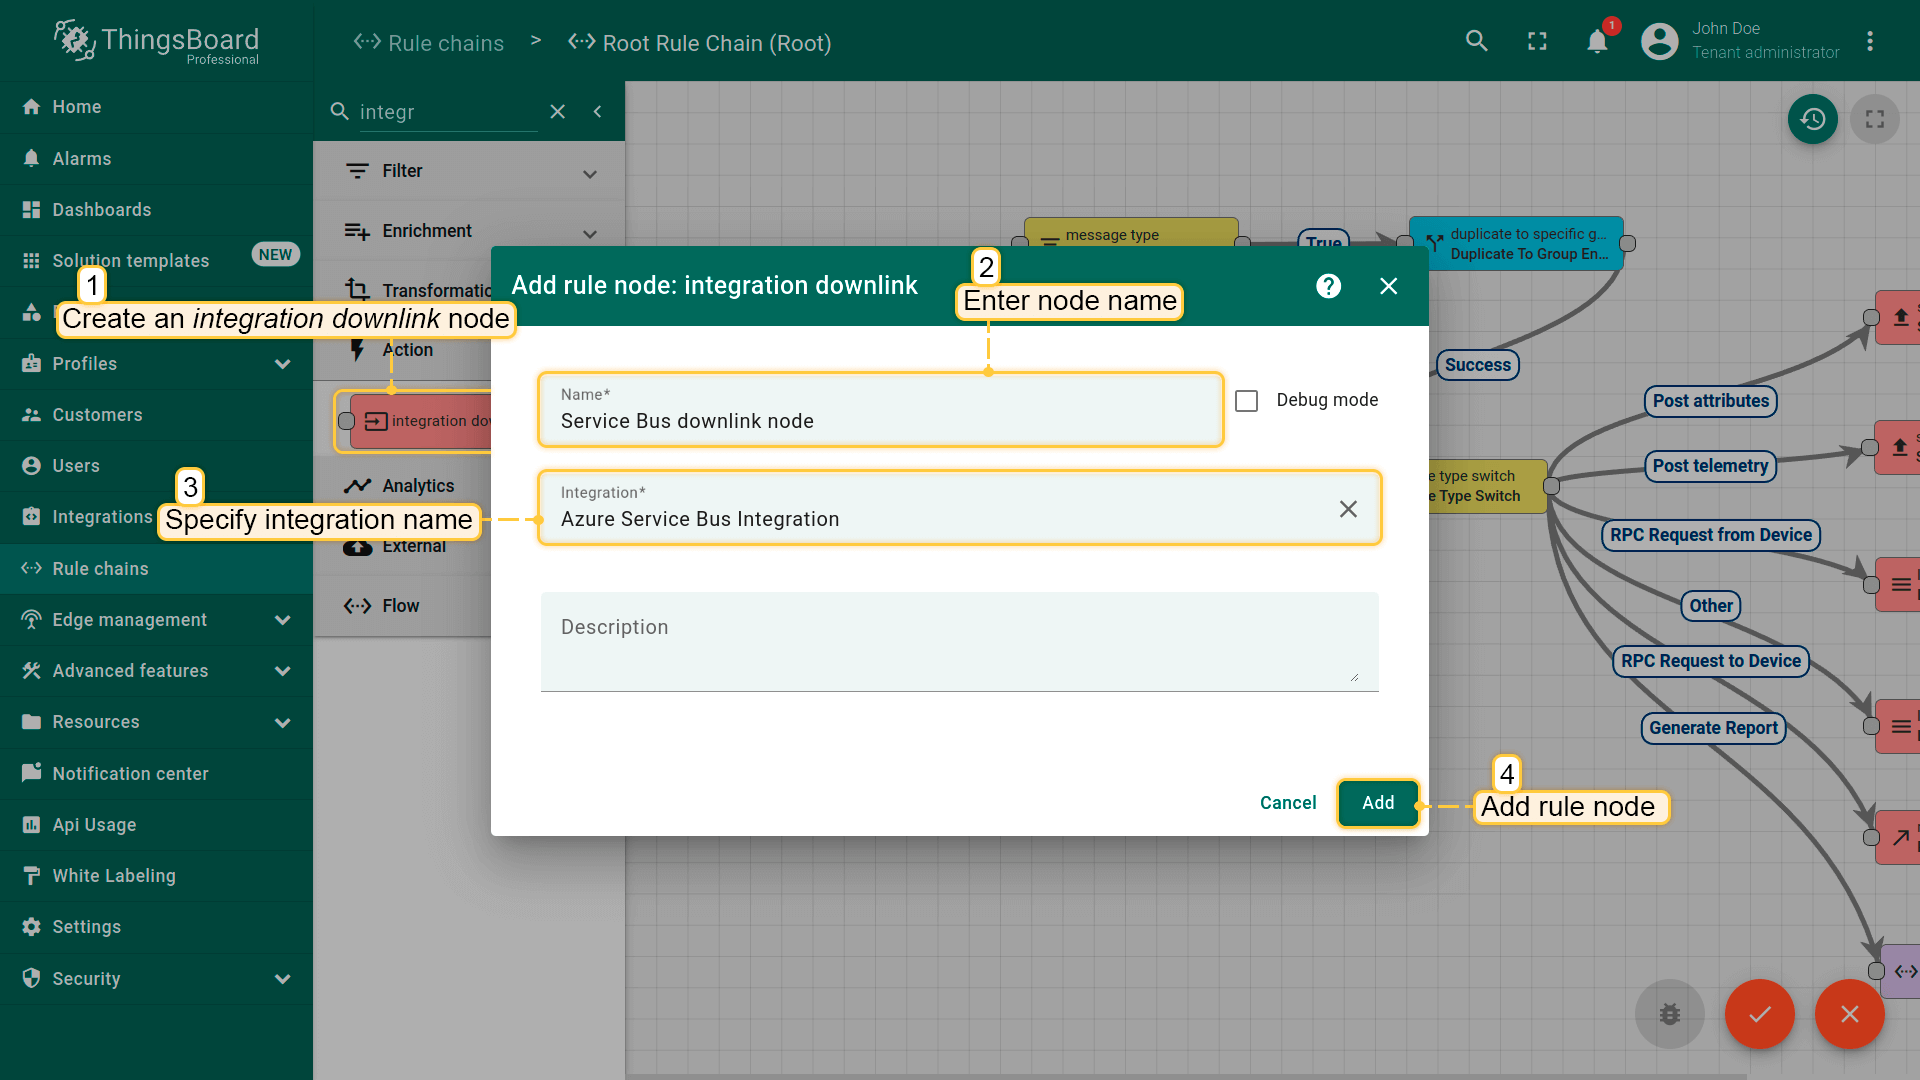 ThingsBoard
Professional
Rule chains > Root Rule Chain (Root)
1
John Doe
Tenant administrator
Home
Alarms
Dashboards
Solution templates
NEW
Profiles
Customers
Users
Integrations
Rule chains
Edge management
Advanced features
Resources
Notification center
Api Usage
White Labeling
Settings
Security
integr
Filter
Enrichment
Transformatio
Action
integration do
Analytics
External
Flow
1
Create an integration downlink node
2
Enter node name
3
Specify integration name
4
Add rule node
Add rule node: integration downlink
Name*
Service Bus downlink node
Debug mode
Integration*
Azure Service Bus Integration
Description
Cancel
Add
message type
True
duplicate to specific g...
Duplicate To Group En...
Success
Post attributes
Post telemetry
e type switch
e Type Switch
RPC Request from Device
Other
RPC Request to Device
Generate Report